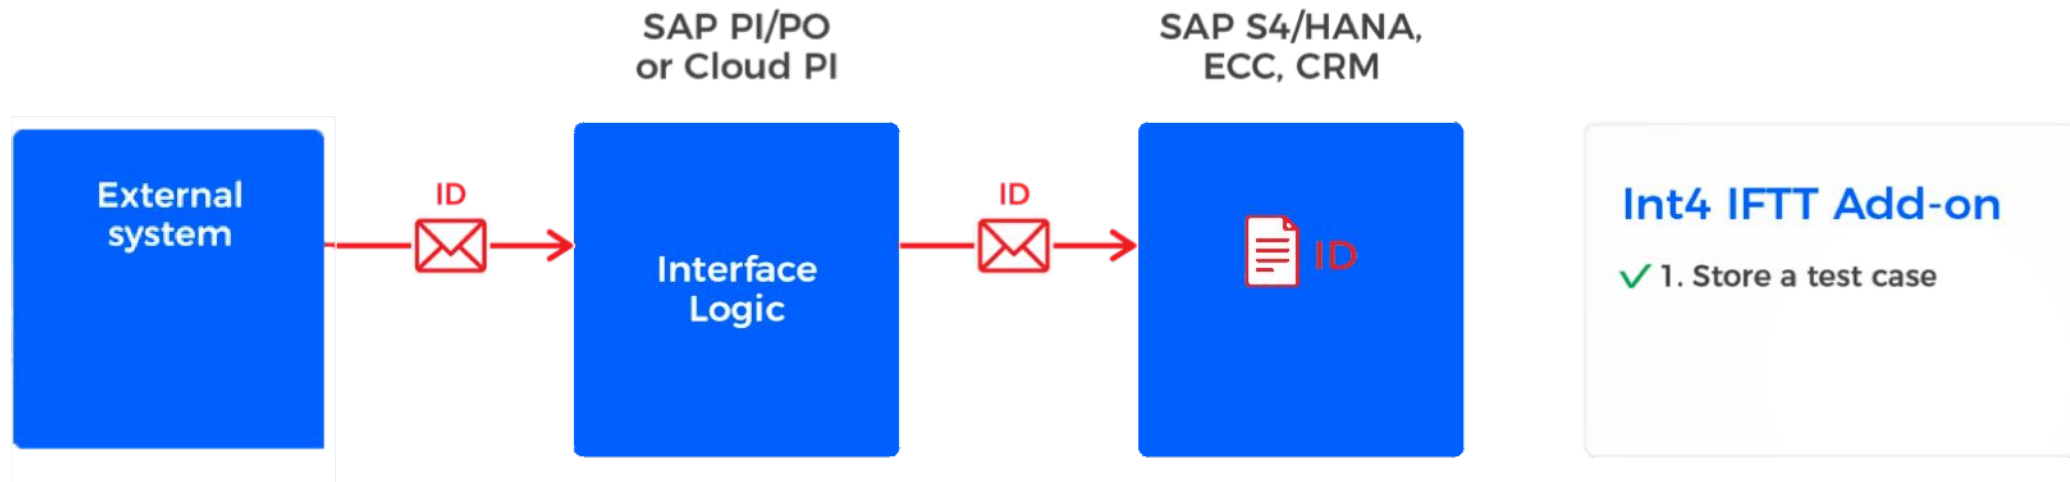 SAP PI/PO
or Cloud PI
SAP S4/HANA,
ECC, CRM
External
system
ID
Interface
Logic
ID
ID
Int4 IFTT Add-on
✓ 1. Store a test case